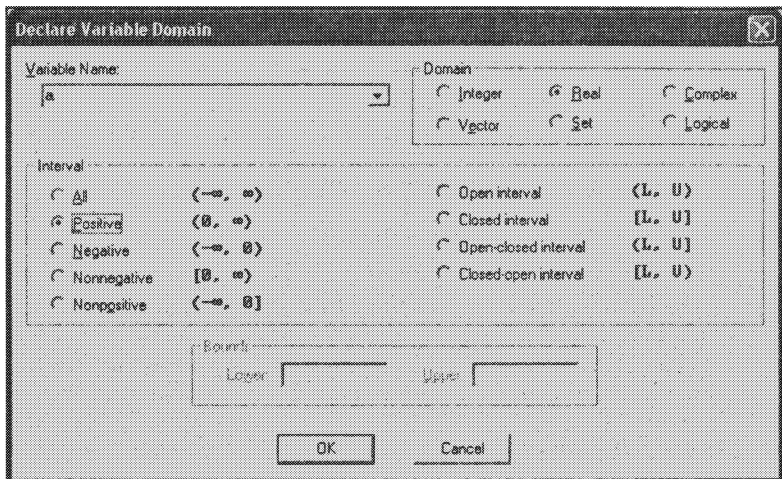 Declare Variable Domain
Variable Name:
a
Domain
Integer Real Complex
Vector Set Logical
Interval
All (-∞, ∞)
Positive (0, ∞)
Negative (-∞, 0)
Nonnegative [0, ∞)
Nonpositive (-∞, 0]
Open interval (L, U)
Closed interval [L, U]
Open-closed interval (L, U]
Closed-open interval [L, U)
Bounds
Lower Upper
OK Cancel